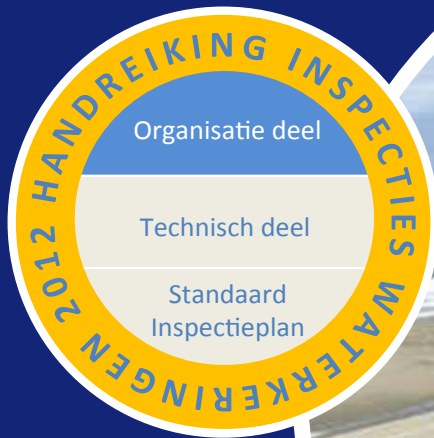 HANDREIKING INSPECTIES WATERKERINGEN 2012
Organisatie deel
Technisch deel
Standaard
Inspectieplan